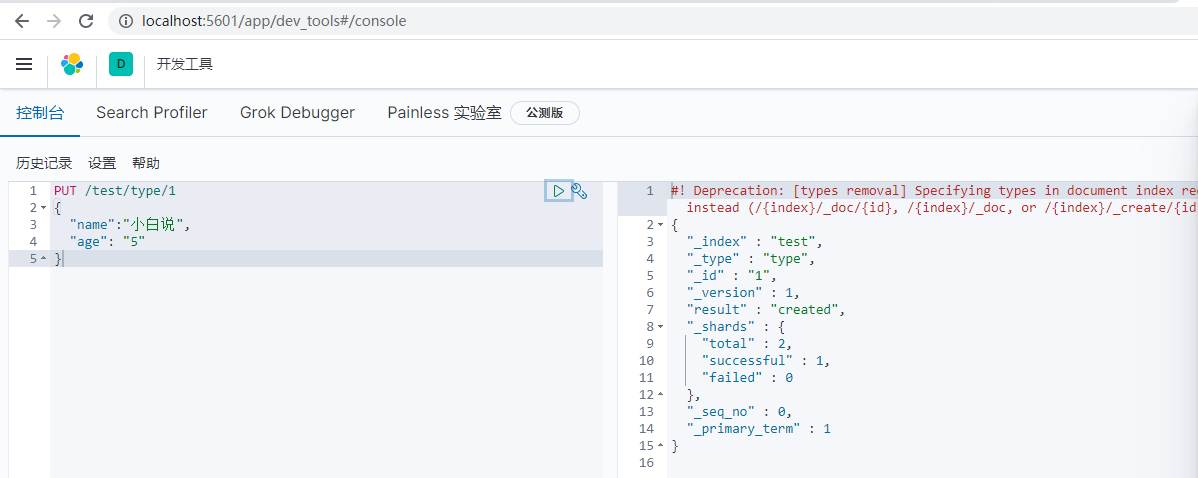 localhost:5601/app/dev_tools#/console
D 开发工具
控制台 Search Profiler Grok Debugger Painless 实验室 公测版
历史记录 设置 帮助
1 PUT /test/type/1
2 {
3 "name":"小白说",
4 "age": "5"
5 }
1 #! Deprecation: [types removal] Specifying types in document index re
instead (/{index}/_doc/{id}, /{index}/_doc, or /{index}/_create/{id
2 {
3 "_index" : "test",
4 "_type" : "type",
5 "_id" : "1",
6 "_version" : 1,
7 "result" : "created",
8 "_shards" : {
9 "total" : 2,
10 "successful" : 1,
11 "failed" : 0
12 },
13 "_seq_no" : 0,
14 "_primary_term" : 1
15 }
16